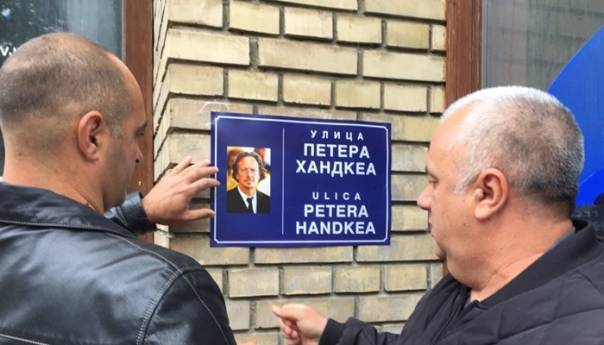 УЛИЦА
ПЕТЕРА
ХАНДКЕА
ULICA
PETERA
HANDKEA